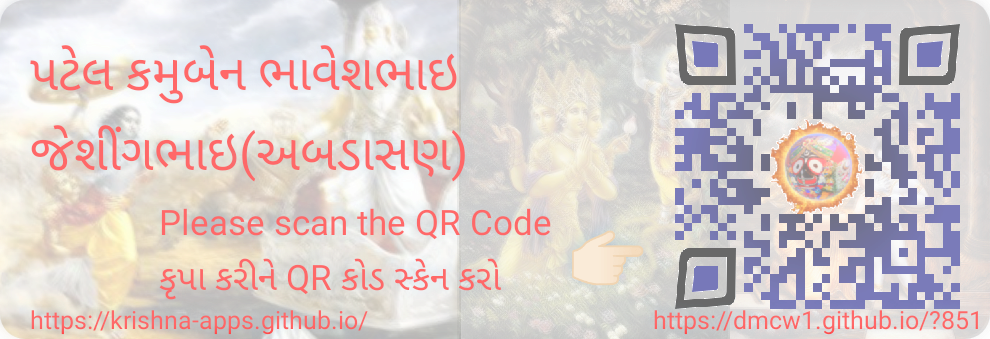 પટેલ કમુબેન ભાવેશભાઇ
જેશીંગભાઇ(અબડાસણ)
Please scan the QR Code
કૃપા કરીને QR કોડ સ્કેન કરો
https://krishna-apps.github.io/
https://dmcw1.github.io/?851